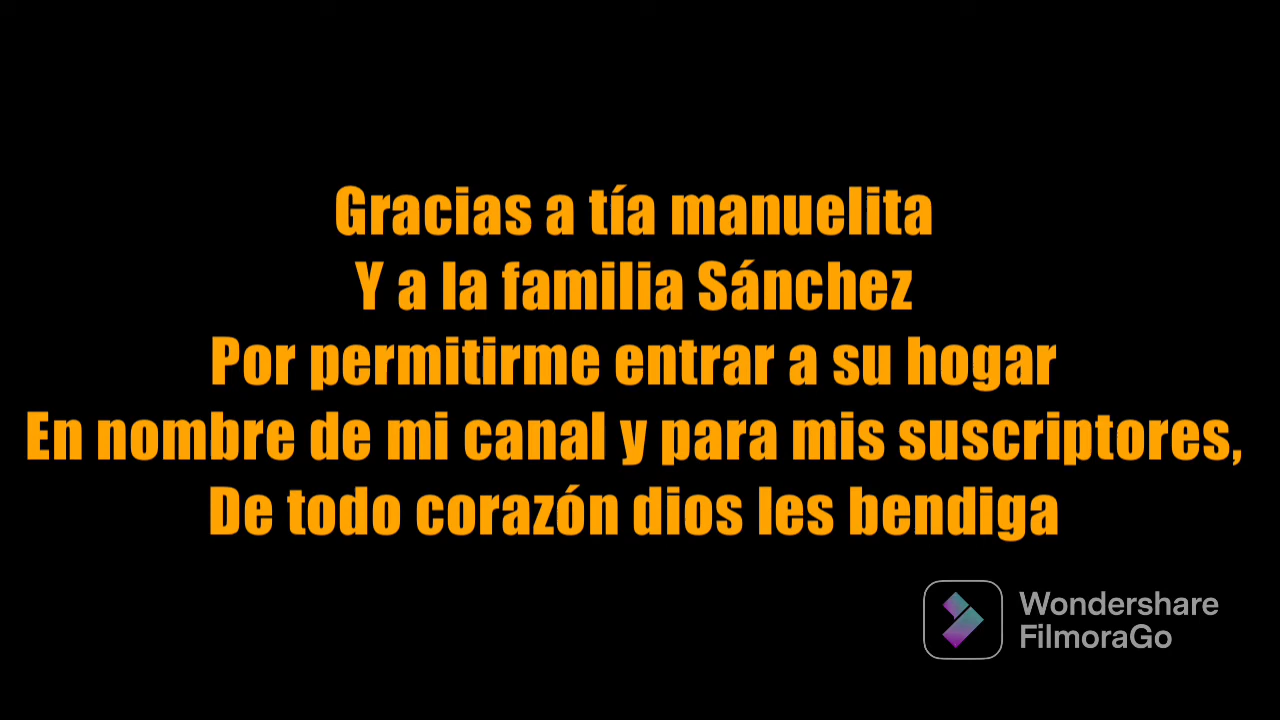 Gracias a tía manuelita
Y a la familia Sánchez
Por permitirme entrar a su hogar
En nombre de mi canal y para mis suscriptores,
De todo corazón dios les bendiga
Wondershare
FilmoraGo